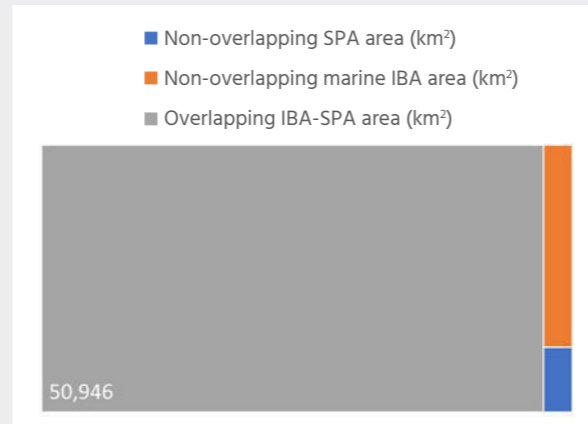 Non-overlapping SPA area (km²)
Non-overlapping marine IBA area (km²)
Overlapping IBA-SPA area (km²)
50,946